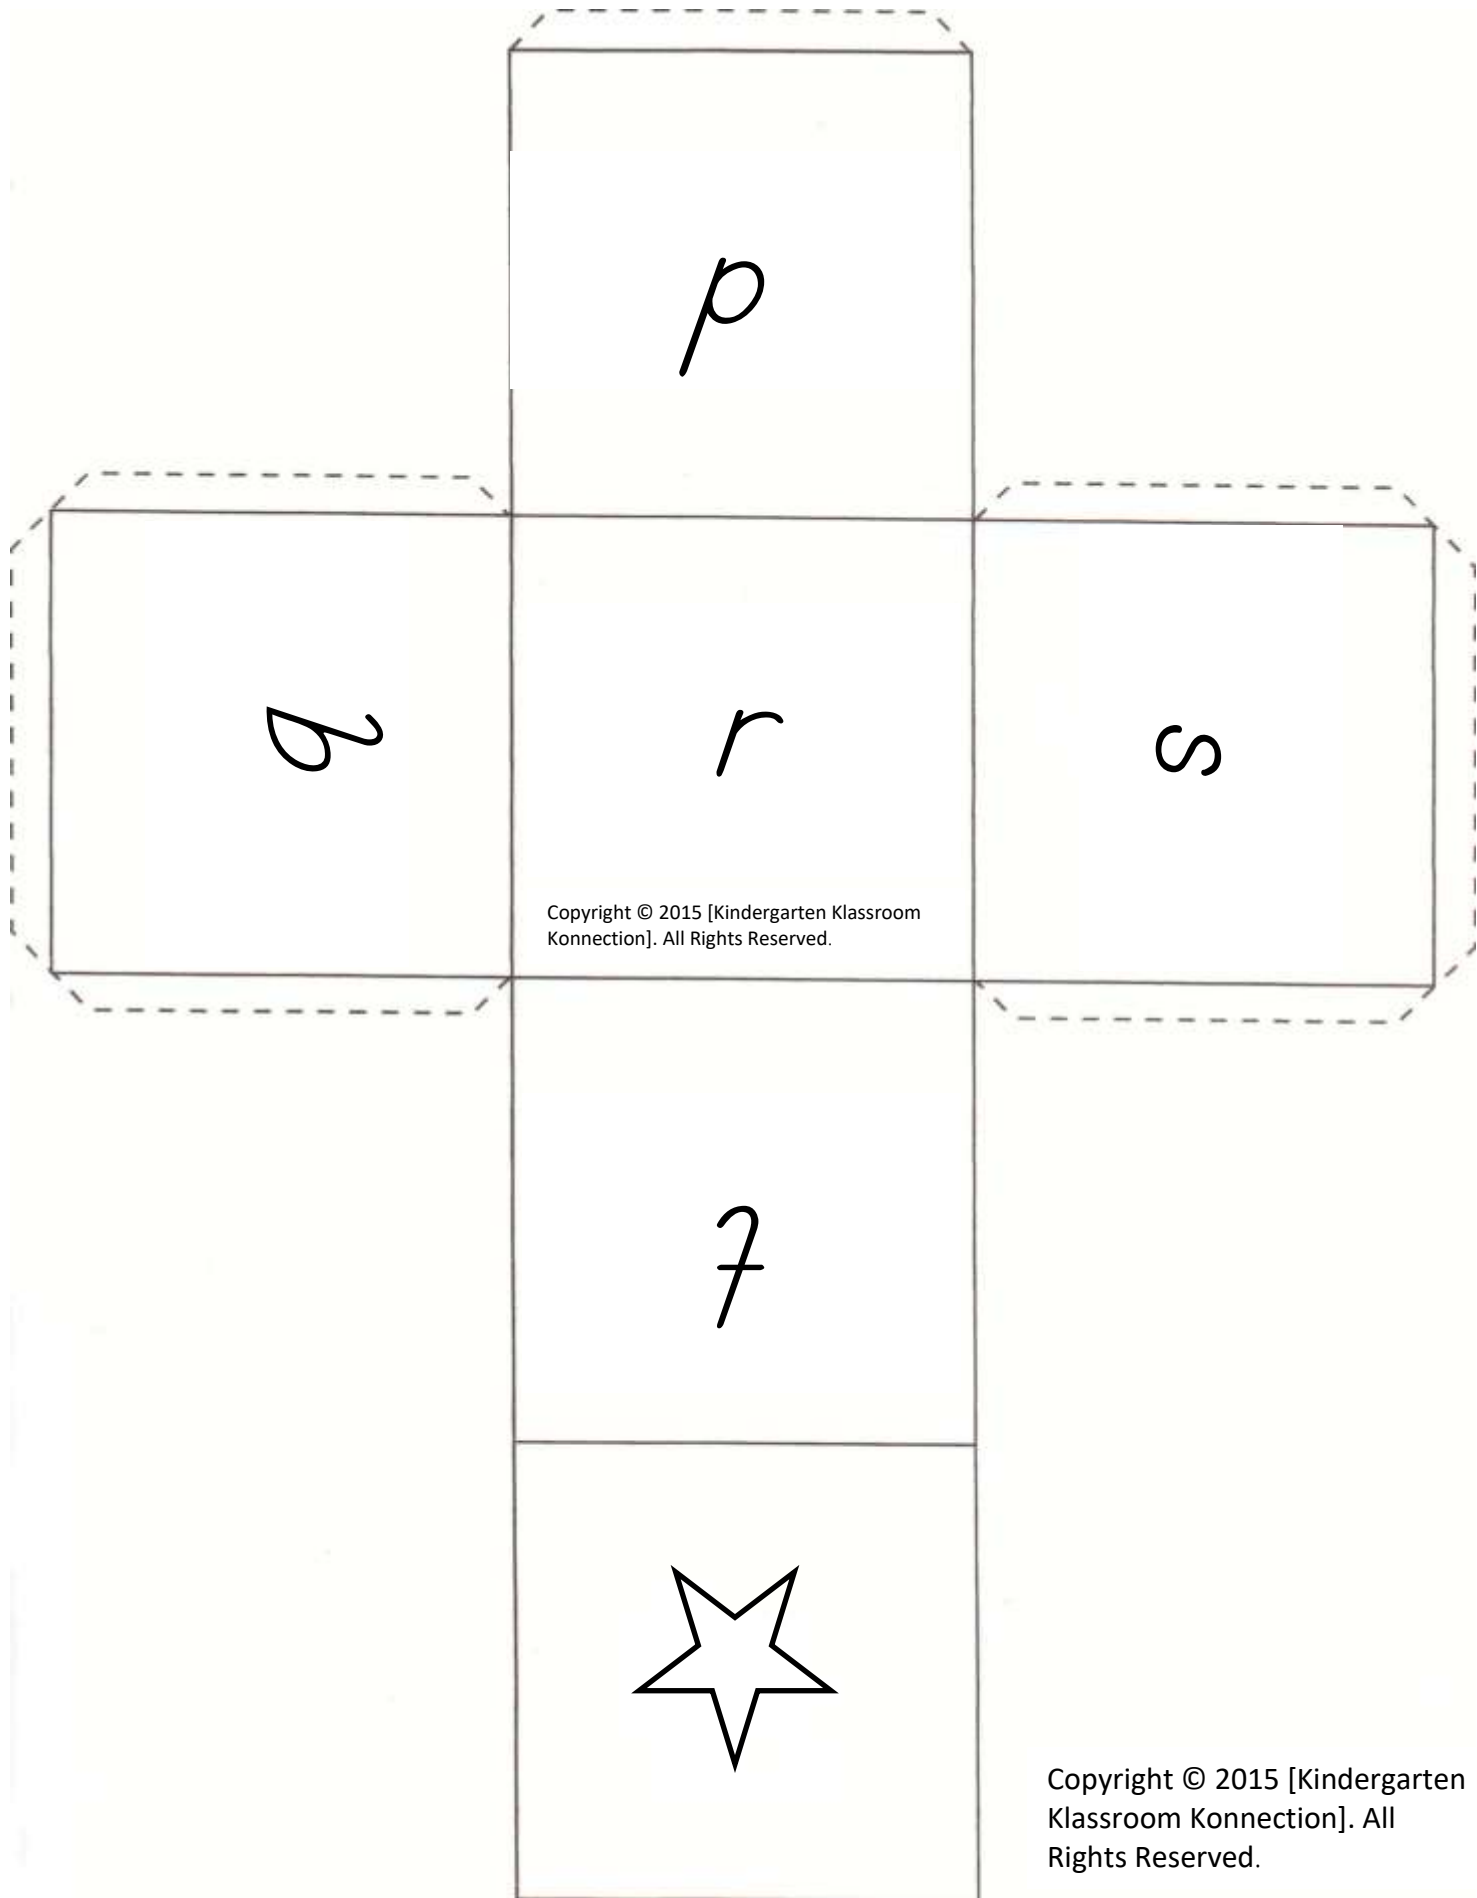 p
q
r
s
Copyright © 2015 [Kindergarten Klassroom
Konnection]. All Rights Reserved.
t
Copyright © 2015 [Kindergarten
Klassroom Konnection]. All
Rights Reserved.